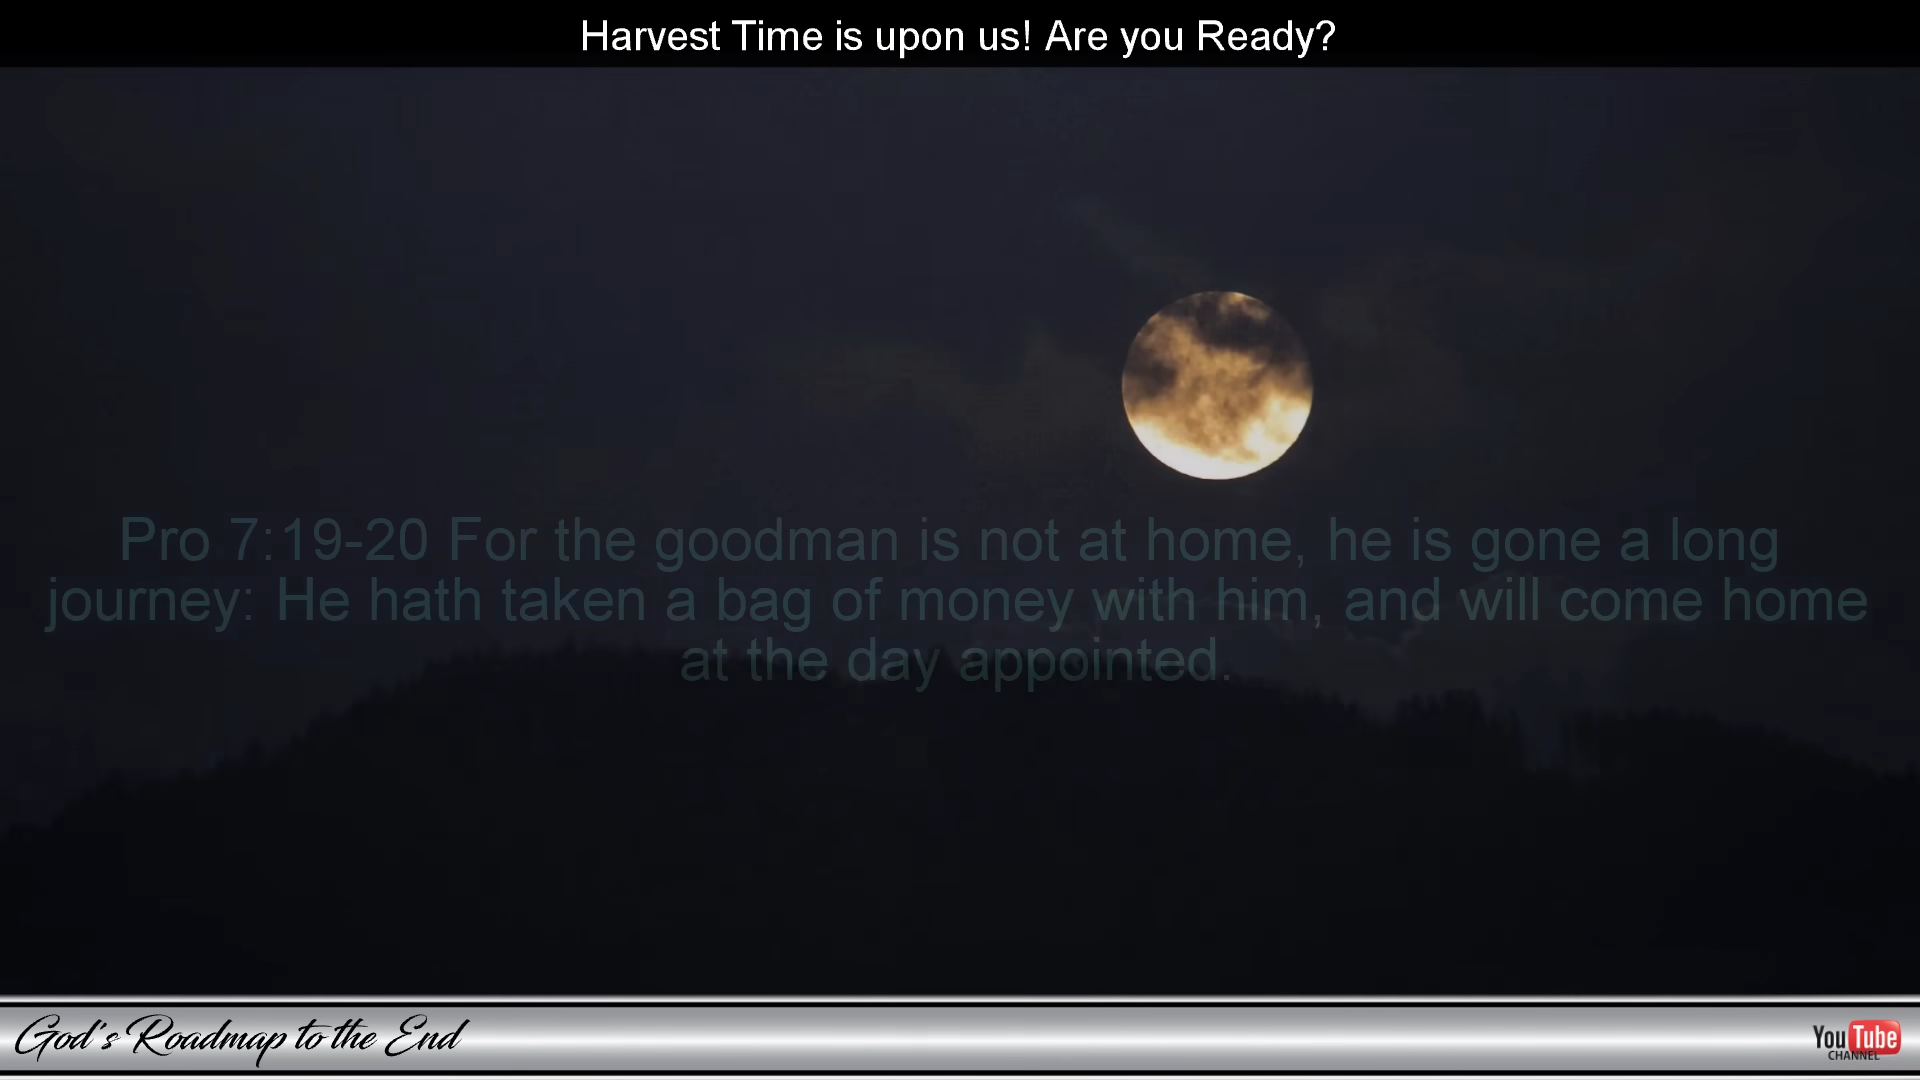 Harvest Time is upon us! Are you Ready?
Pro 7:19-20 For the goodman is not at home, he is gone a long
journey: He hath taken a bag of money with him, and will come home
at the day appointed.
God's Roadmap to the End
YouTube
CHANNEL